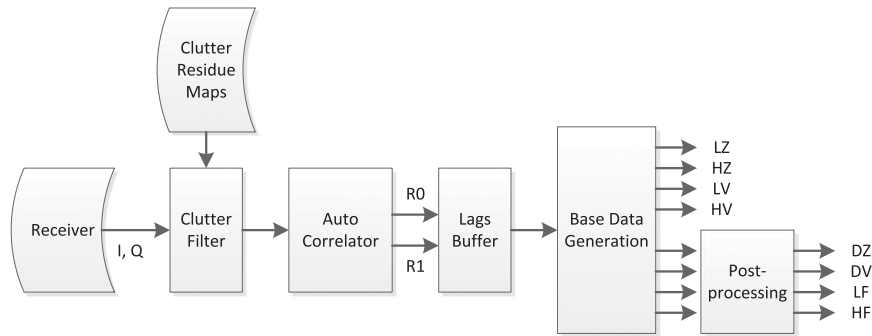 Clutter
Residue
Maps
Receiver
I, Q
Clutter
Filter
Auto
Correlator
R0
R1
Lags
Buffer
Base Data
Generation
LZ
HZ
LV
HV
Post-
processing
DZ
DV
LF
HF